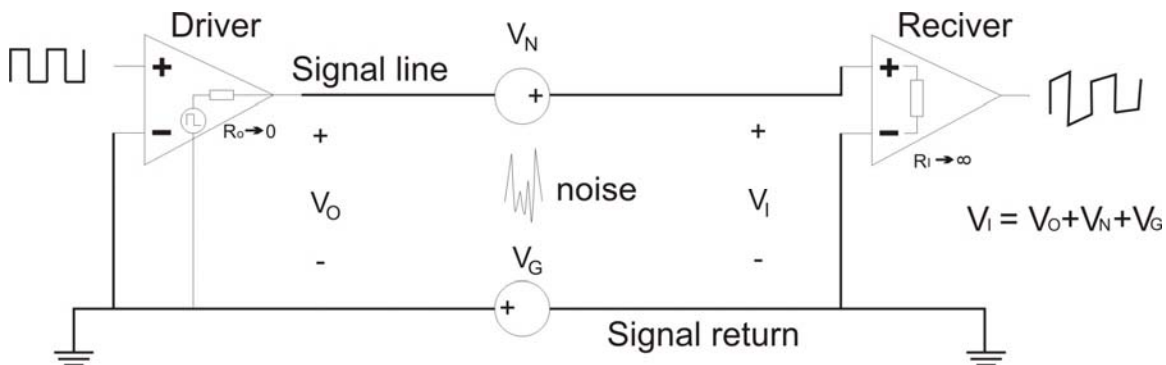 Driver
V_N
Reciver
Signal line
+
+
+
-
R_o→0
+
+
-
R_I→∞
noise
V_O
V_I
V_I = V_O+V_N+V_G
-
V_G
-
+
Signal return